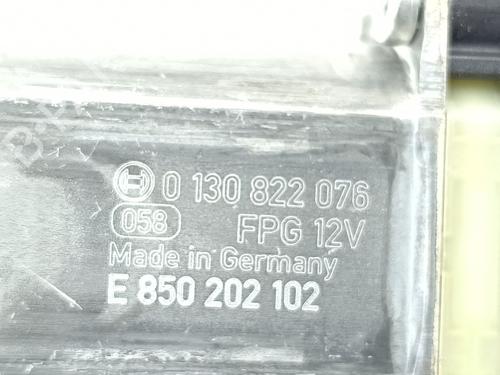 0 130 822 076
058 FPG 12V
Made in Germany
E 850 202 102